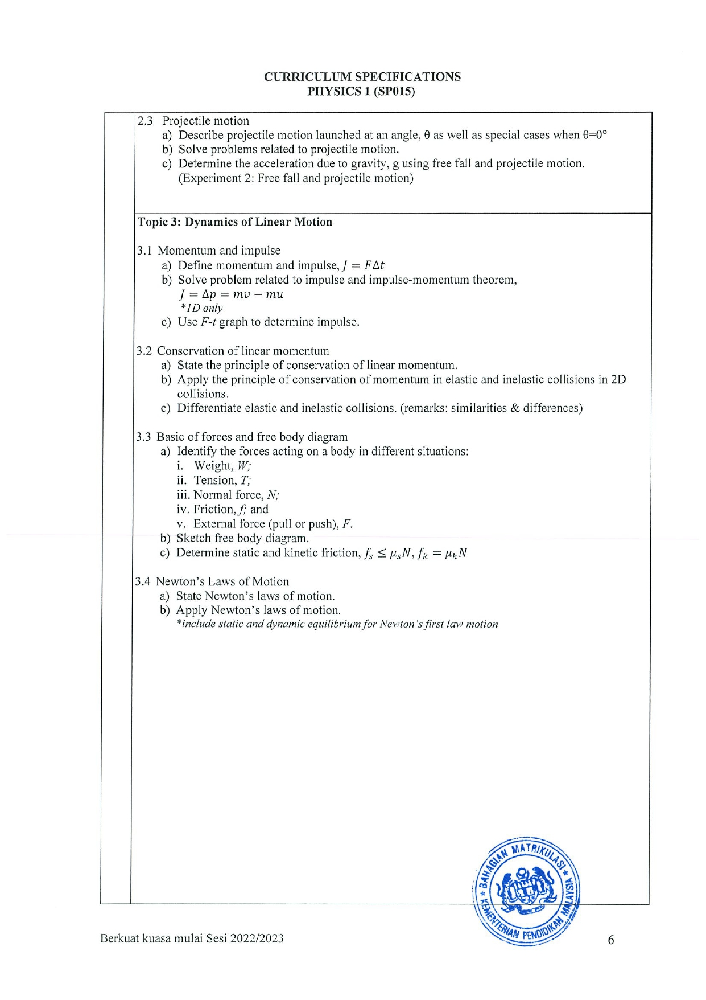 CURRICULUM SPECIFICATIONS
PHYSICS 1 (SP015)
2.3 Projectile motion
a) Describe projectile motion launched at an angle, θ as well as special cases when θ=0°
b) Solve problems related to projectile motion.
c) Determine the acceleration due to gravity, g using free fall and projectile motion.
(Experiment 2: Free fall and projectile motion)
Topic 3: Dynamics of Linear Motion
3.1 Momentum and impulse
a) Define momentum and impulse, J = FΔt
b) Solve problem related to impulse and impulse-momentum theorem,
J = Δp = mv − mu
*1D only
c) Use F-t graph to determine impulse.
3.2 Conservation of linear momentum
a) State the principle of conservation of linear momentum.
b) Apply the principle of conservation of momentum in elastic and inelastic collisions in 2D
collisions.
c) Differentiate elastic and inelastic collisions. (remarks: similarities & differences)
3.3 Basic of forces and free body diagram
a) Identify the forces acting on a body in different situations:
i. Weight, W;
ii. Tension, T;
iii. Normal force, N;
iv. Friction, f; and
v. External force (pull or push), F.
b) Sketch free body diagram.
c) Determine static and kinetic friction, fₛ ≤ μₛN, fₖ = μₖN
3.4 Newton's Laws of Motion
a) State Newton's laws of motion.
b) Apply Newton's laws of motion.
*include static and dynamic equilibrium for Newton's first law motion
★ BAHAGIAN MATRIKULASI ★
KEMENTERIAN PENDIDIKAN MALAYSIA
Berkuat kuasa mulai Sesi 2022/2023
6